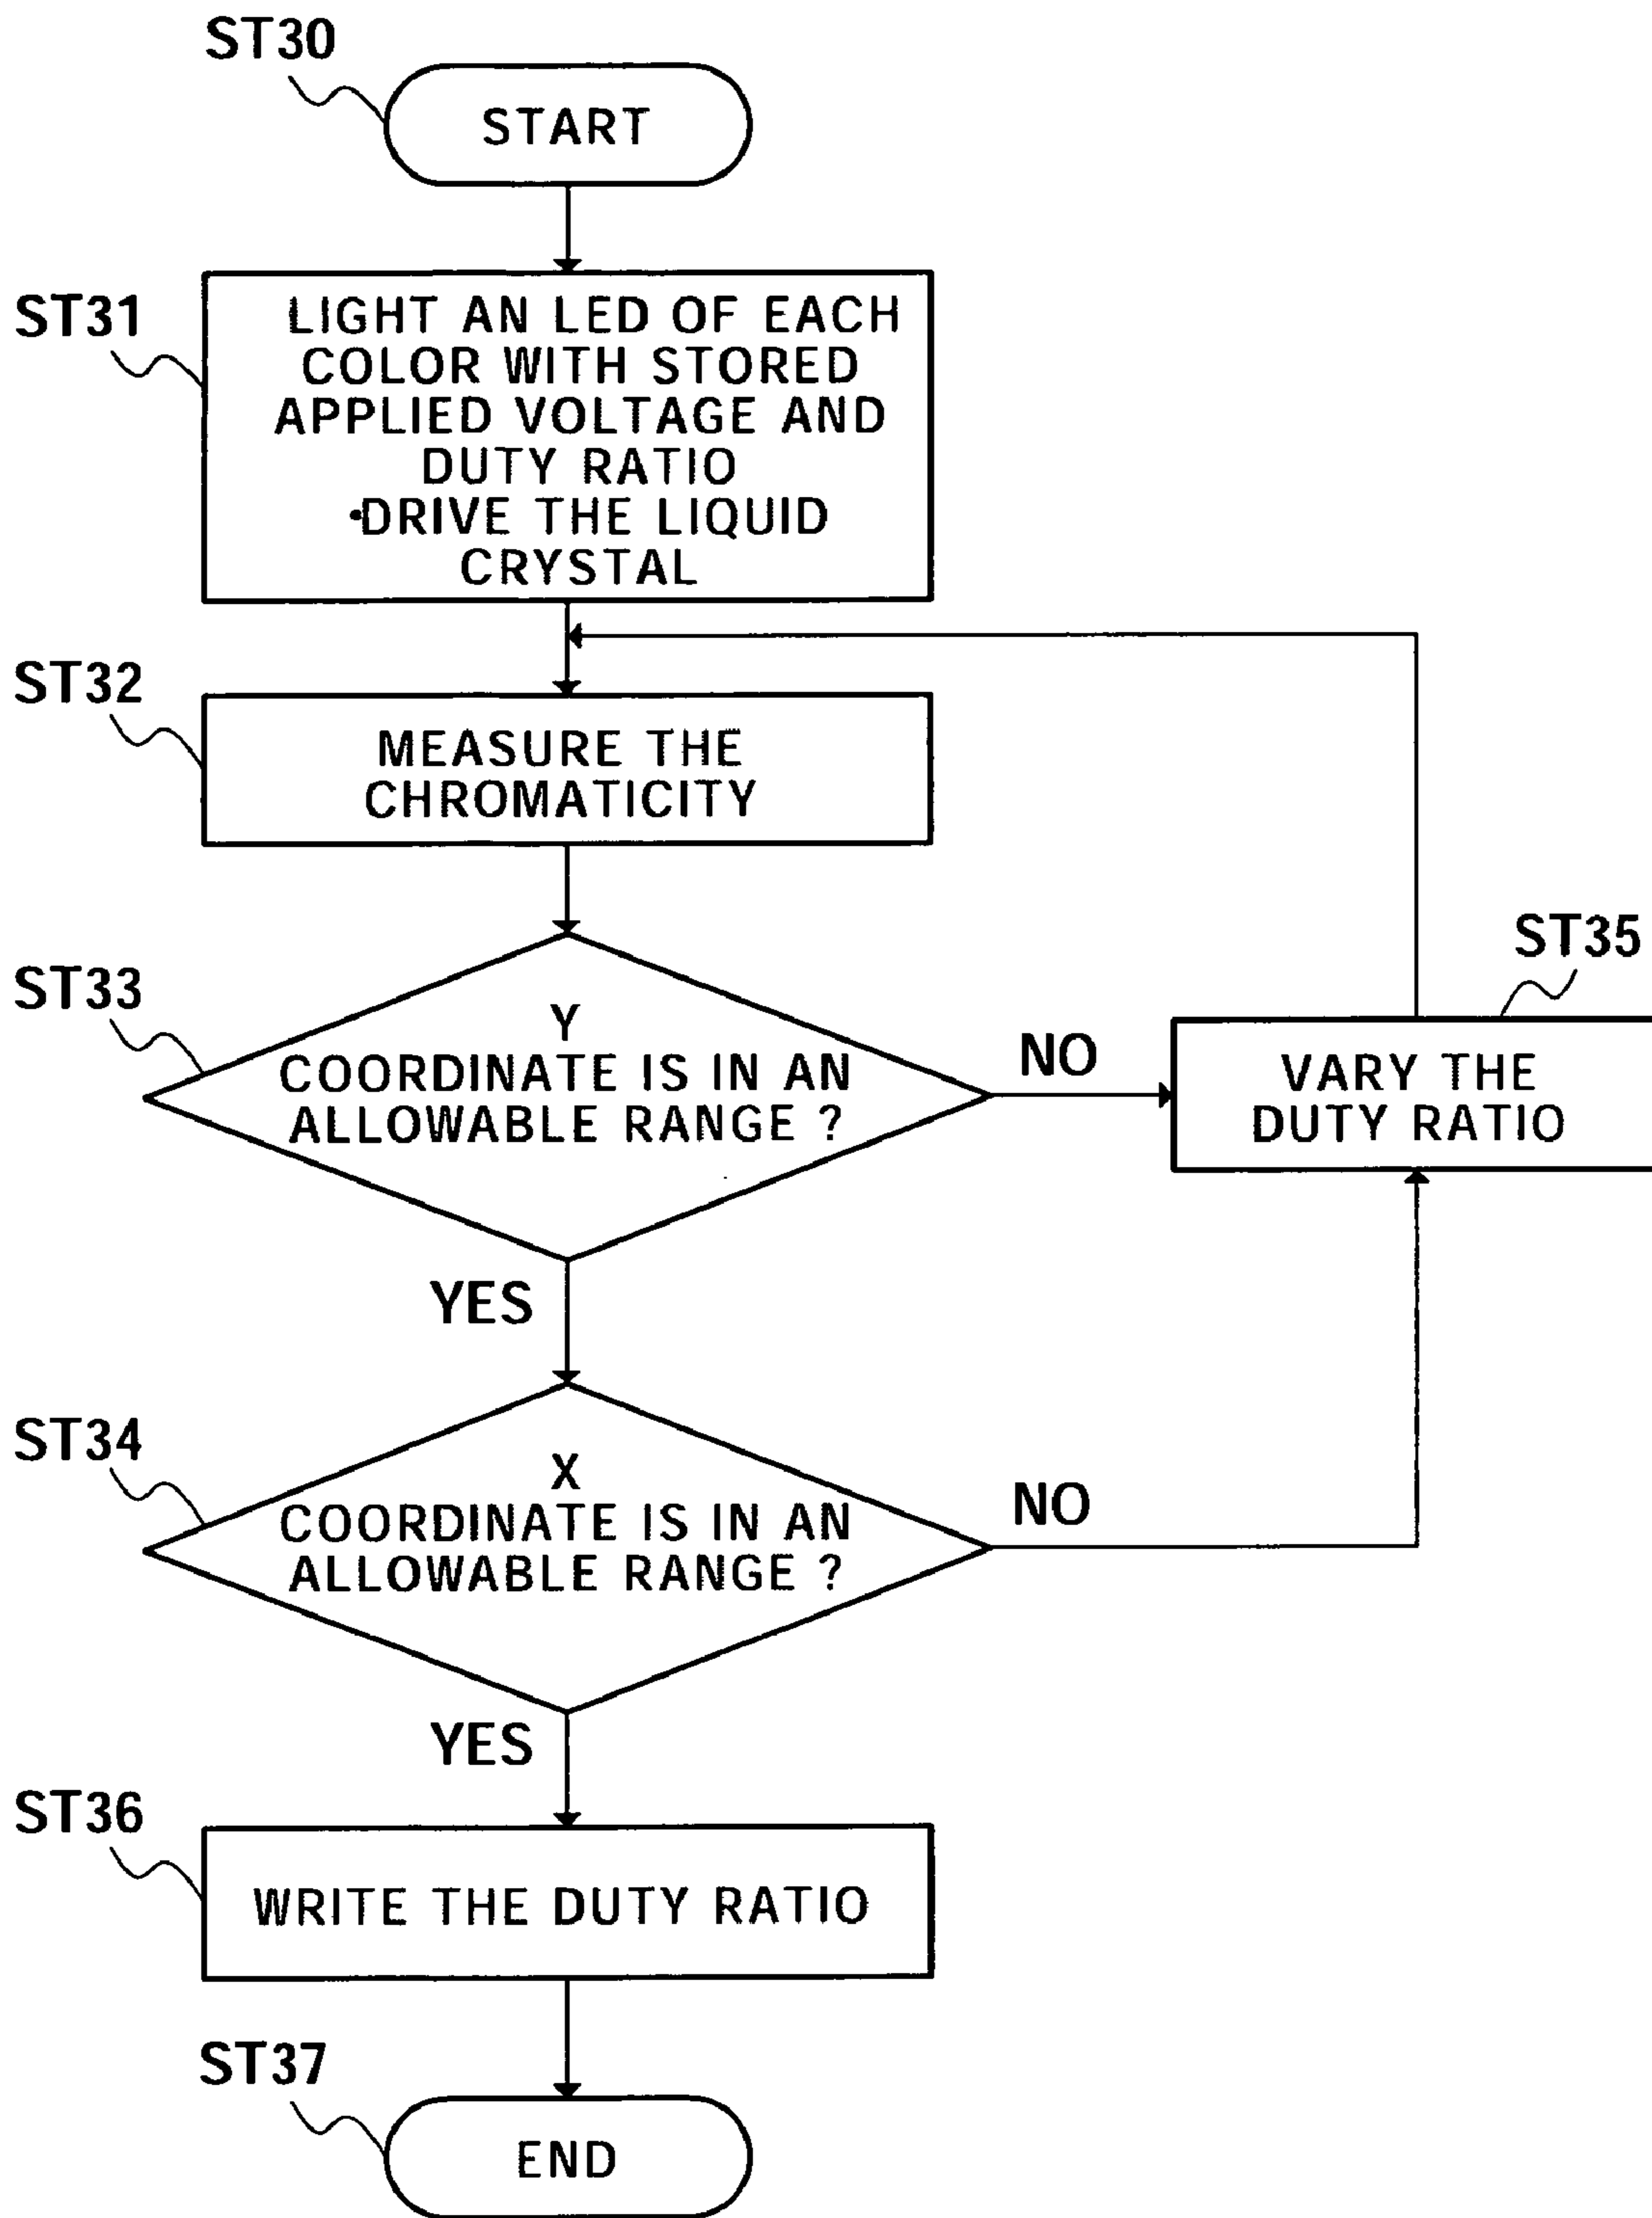 ST30
START
ST31
LIGHT AN LED OF EACH
COLOR WITH STORED
APPLIED VOLTAGE AND
DUTY RATIO
•DRIVE THE LIQUID
CRYSTAL
ST32
MEASURE THE
CHROMATICITY
ST33
Y
COORDINATE IS IN AN
ALLOWABLE RANGE ?
NO
ST35
VARY THE
DUTY RATIO
YES
ST34
X
COORDINATE IS IN AN
ALLOWABLE RANGE ?
NO
YES
ST36
WRITE THE DUTY RATIO
ST37
END